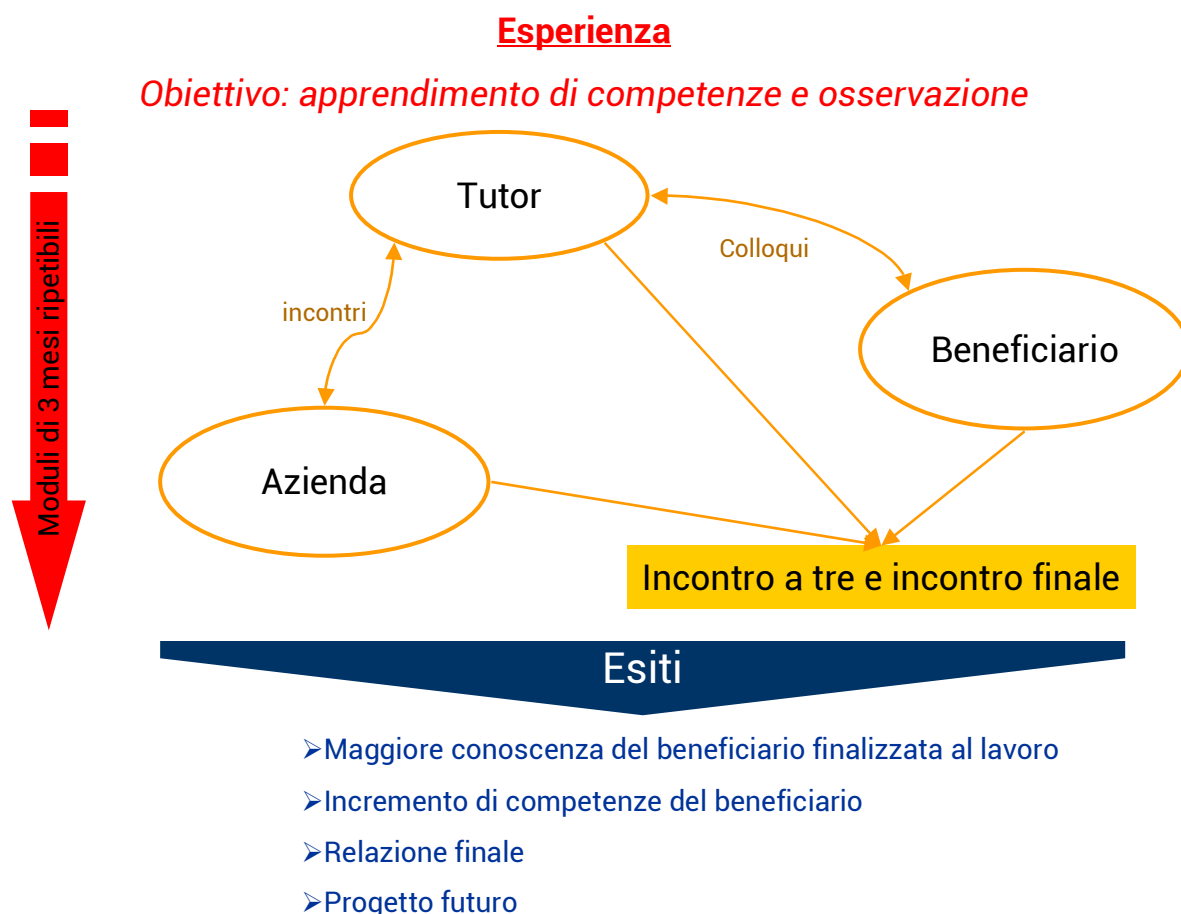 Esperienza
Obiettivo: apprendimento di competenze e osservazione
Moduli di 3 mesi ripetibili
Tutor
Colloqui
incontri
Beneficiario
Azienda
Incontro a tre e incontro finale
Esiti
➢Maggiore conoscenza del beneficiario finalizzata al lavoro
➢Incremento di competenze del beneficiario
➢Relazione finale
➢Progetto futuro